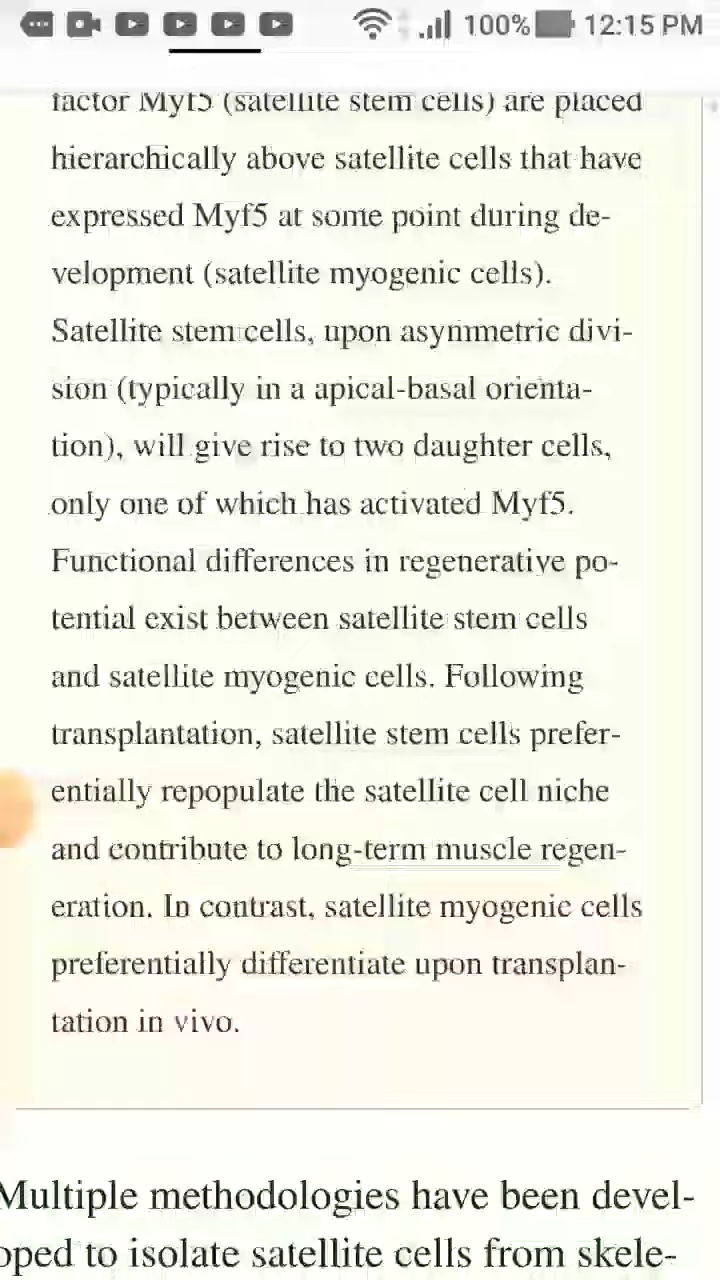 100% 12:15 PM
factor Myf5 (satellite stem cells) are placed
hierarchically above satellite cells that have
expressed Myf5 at some point during de-
velopment (satellite myogenic cells).
Satellite stem cells, upon asymmetric divi-
sion (typically in a apical-basal orienta-
tion), will give rise to two daughter cells,
only one of which has activated Myf5.
Functional differences in regenerative po-
tential exist between satellite stem cells
and satellite myogenic cells. Following
transplantation, satellite stem cells prefer-
entially repopulate the satellite cell niche
and contribute to long-term muscle regen-
eration. In contrast, satellite myogenic cells
preferentially differentiate upon transplan-
tation in vivo.
Multiple methodologies have been devel-
oped to isolate satellite cells from skele-